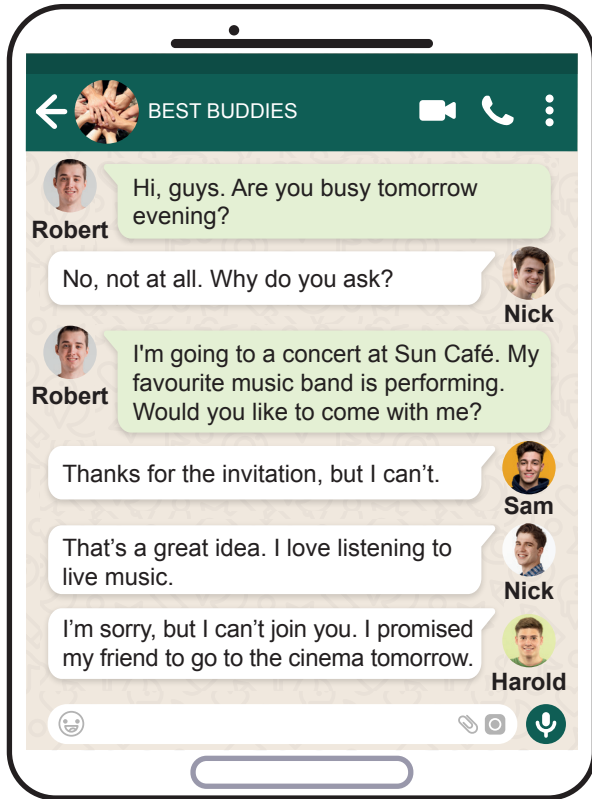 BEST BUDDIES
Hi, guys. Are you busy tomorrow
evening?
Robert
No, not at all. Why do you ask?
Nick
I'm going to a concert at Sun Café. My
favourite music band is performing.
Would you like to come with me?
Robert
Thanks for the invitation, but I can't.
Sam
That's a great idea. I love listening to
live music.
Nick
I'm sorry, but I can't join you. I promised
my friend to go to the cinema tomorrow.
Harold